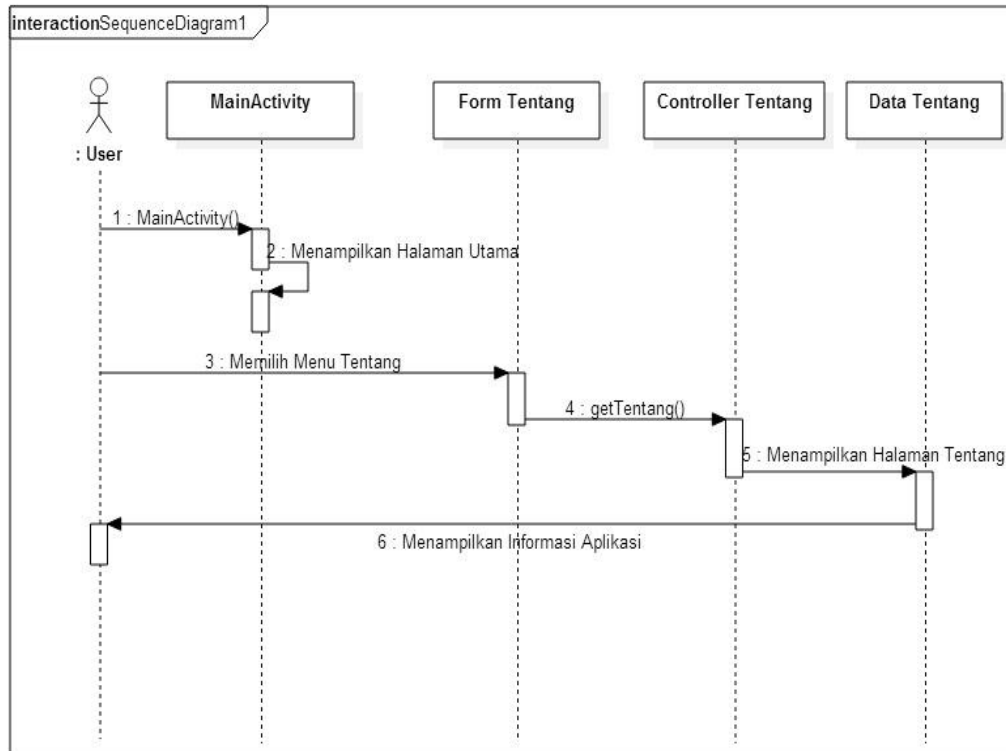 interactionSequenceDiagram1
MainActivity
Form Tentang
Controller Tentang
Data Tentang
: User
1 : MainActivity()
2 : Menampilkan Halaman Utama
3 : Memilih Menu Tentang
4 : getTentang()
5 : Menampilkan Halaman Tentang
6 : Menampilkan Informasi Aplikasi